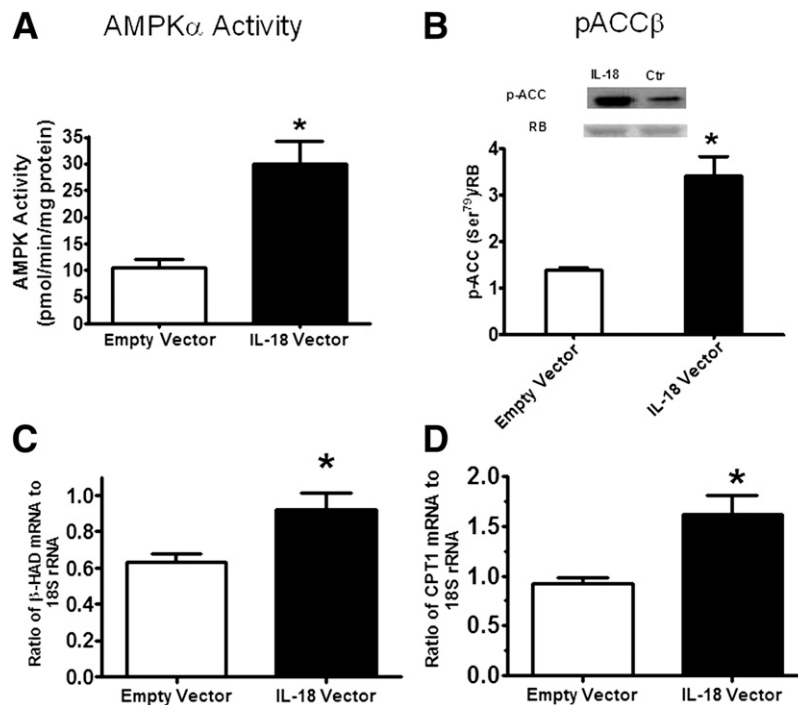 A
AMPKα Activity
AMPK Activity
(pmol/min/mg protein)
35
30
25
20
15
10
5
0
*
Empty Vector
IL-18 Vector
B
pACCβ
IL-18
Ctr
p-ACC
RB
p-ACC (Ser⁷⁹)/RB
4
3
2
1
0
*
Empty Vector
IL-18 Vector
C
Ratio of β-HAD mRNA to
18S rRNA
1.0
0.8
0.6
0.4
0.2
0.0
*
Empty Vector
IL-18 Vector
D
Ratio of CPT1 mRNA to
18S rRNA
2.0
1.5
1.0
0.5
0.0
*
Empty Vector
IL-18 Vector